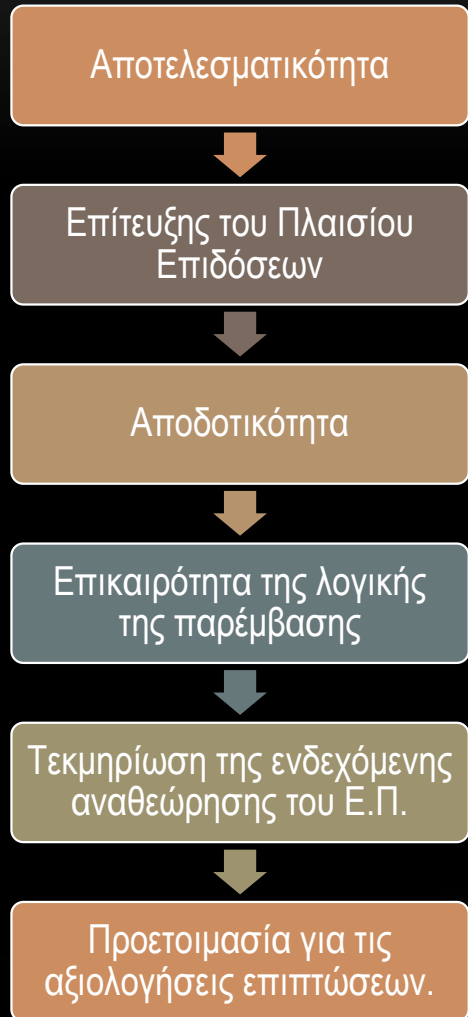 Αποτελεσματικότητα
Επίτευξης του Πλαισίου
Επιδόσεων
Αποδοτικότητα
Επικαιρότητα της λογικής
της παρέμβασης
Τεκμηρίωση της ενδεχόμενης
αναθεώρησης του Ε.Π.
Προετοιμασία για τις
αξιολογήσεις επιπτώσεων.